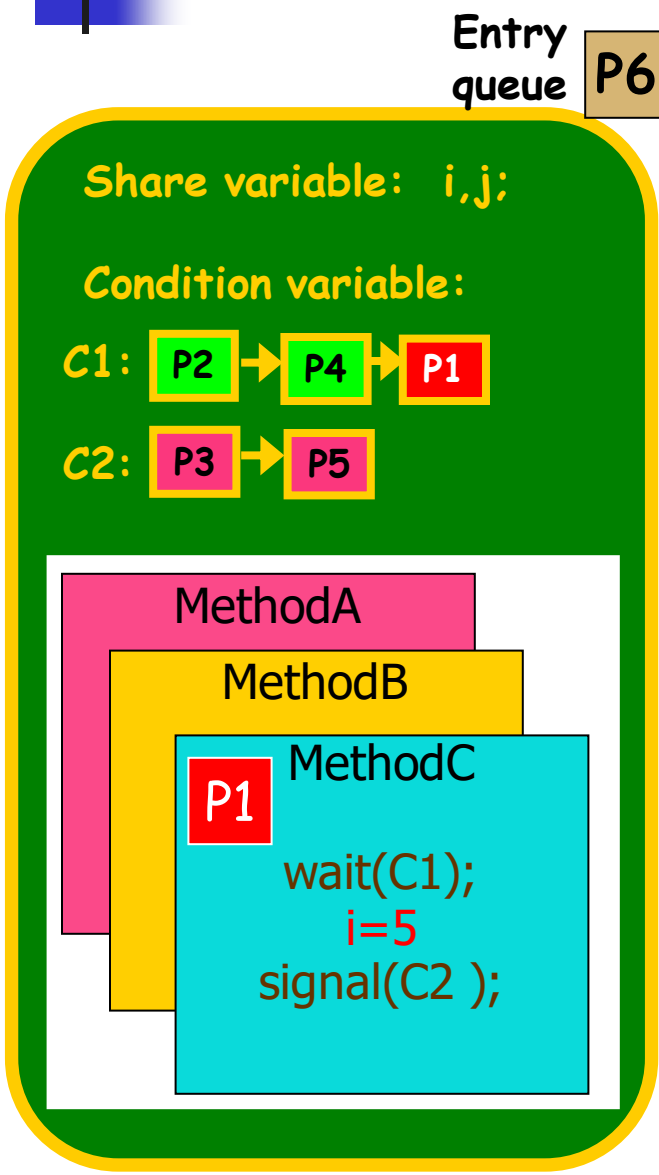 Entry
queue P6
Share variable: i,j;
Condition variable:
C1: P2 P4 P1
C2: P3 P5
MethodA
MethodB
MethodC
P1
wait(C1);
i=5
signal(C2 );